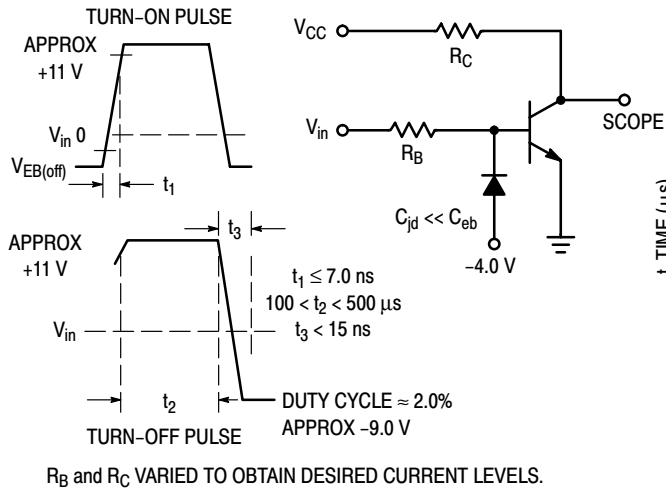 TURN–ON PULSE
APPROX
+11 V
V_in 0
V_EB(off)
t_1
V_CC
R_C
V_in
R_B
SCOPE
C_jd << C_eb
–4.0 V
t, TIME (μs)
APPROX
+11 V
t_3
t_1 ≤ 7.0 ns
100 < t_2 < 500 μs
t_3 < 15 ns
V_in
t_2
DUTY CYCLE ≈ 2.0%
APPROX –9.0 V
TURN–OFF PULSE
R_B and R_C VARIED TO OBTAIN DESIRED CURRENT LEVELS.